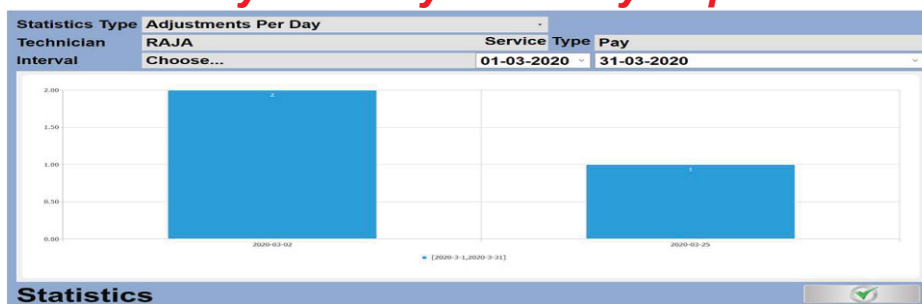 Statistics Type Adjustments Per Day
Technician RAJA Service Type Pay
Interval Choose... 01-03-2020 31-03-2020
2.00
2
1.50
1.00
1
0.50
0.00
2020-03-02 2020-03-25
[2020-3-1,2020-3-31]
Statistics